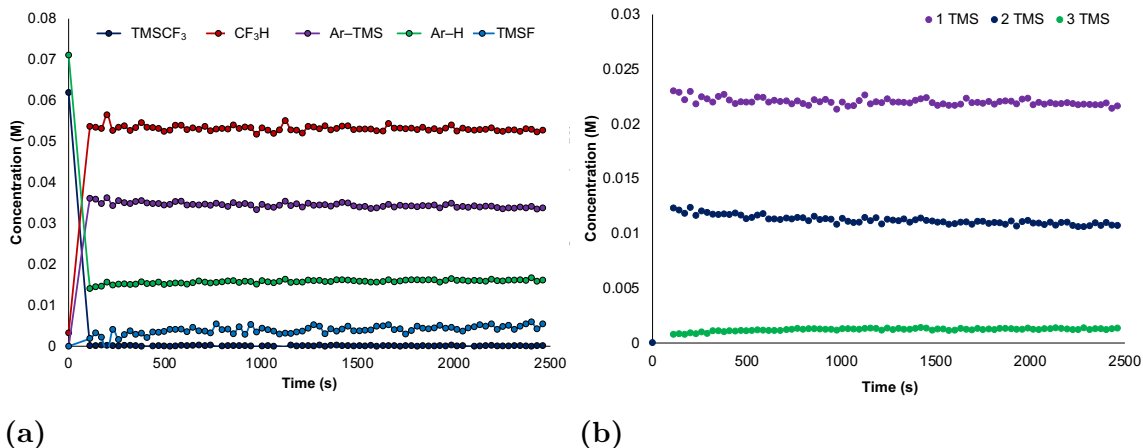 TMSCF₃ CF₃H Ar–TMS Ar–H TMSF
0.08
0.07
0.06
0.05
0.04
0.03
0.02
0.01
0
Concentration (M)
0 500 1000 1500 2000 2500
Time (s)
(a)
1 TMS 2 TMS 3 TMS
0.03
0.025
0.02
0.015
0.01
0.005
0
Concentration (M)
0 500 1000 1500 2000 2500
Time (s)
(b)